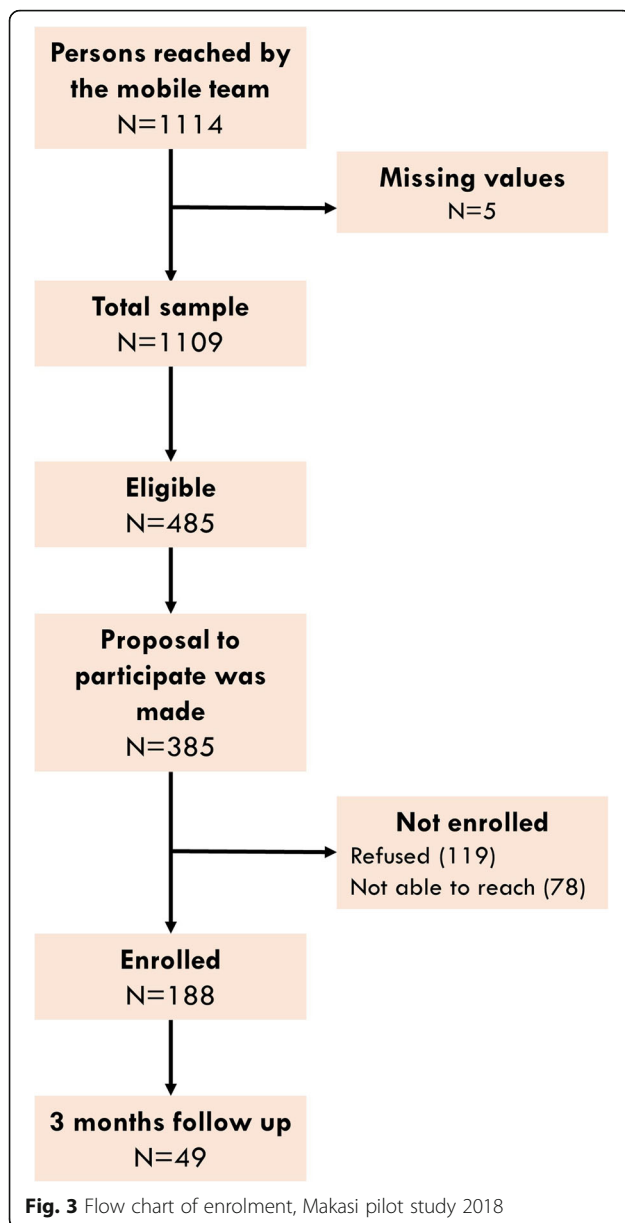 Persons reached by
the mobile team
N=1114
Missing values
N=5
Total sample
N=1109
Eligible
N=485
Proposal to
participate was
made
N=385
Not enrolled
Refused (119)
Not able to reach (78)
Enrolled
N=188
3 months follow up
N=49
Fig. 3 Flow chart of enrolment, Makasi pilot study 2018